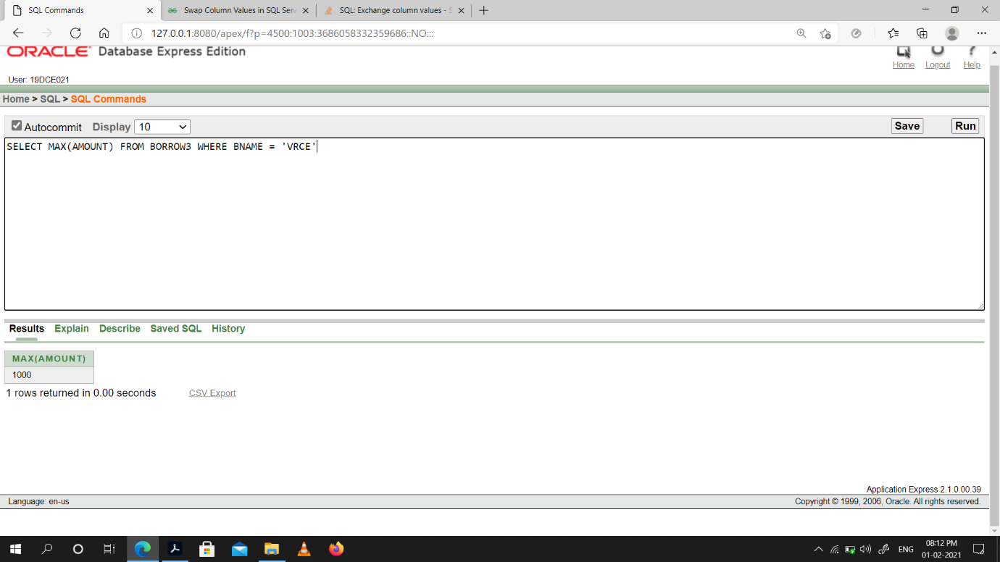 SQL Commands
Swap Column Values in SQL Serv
SQL: Exchange column values - S
127.0.0.1:8080/apex/f?p=4500:1003:3686058332359686::NO:::
ORACLE Database Express Edition
Home Logout Help
User: 19DCE021
Home > SQL > SQL Commands
Autocommit Display 10 Save Run
SELECT MAX(AMOUNT) FROM BORROW3 WHERE BNAME = 'VRCE'
Results Explain Describe Saved SQL History
MAX(AMOUNT)
1000
1 rows returned in 0.00 seconds CSV Export
Application Express 2.1.0.00.39
Language: en-us Copyright © 1999, 2006, Oracle. All rights reserved.
ENG 08:12 PM
01-02-2021